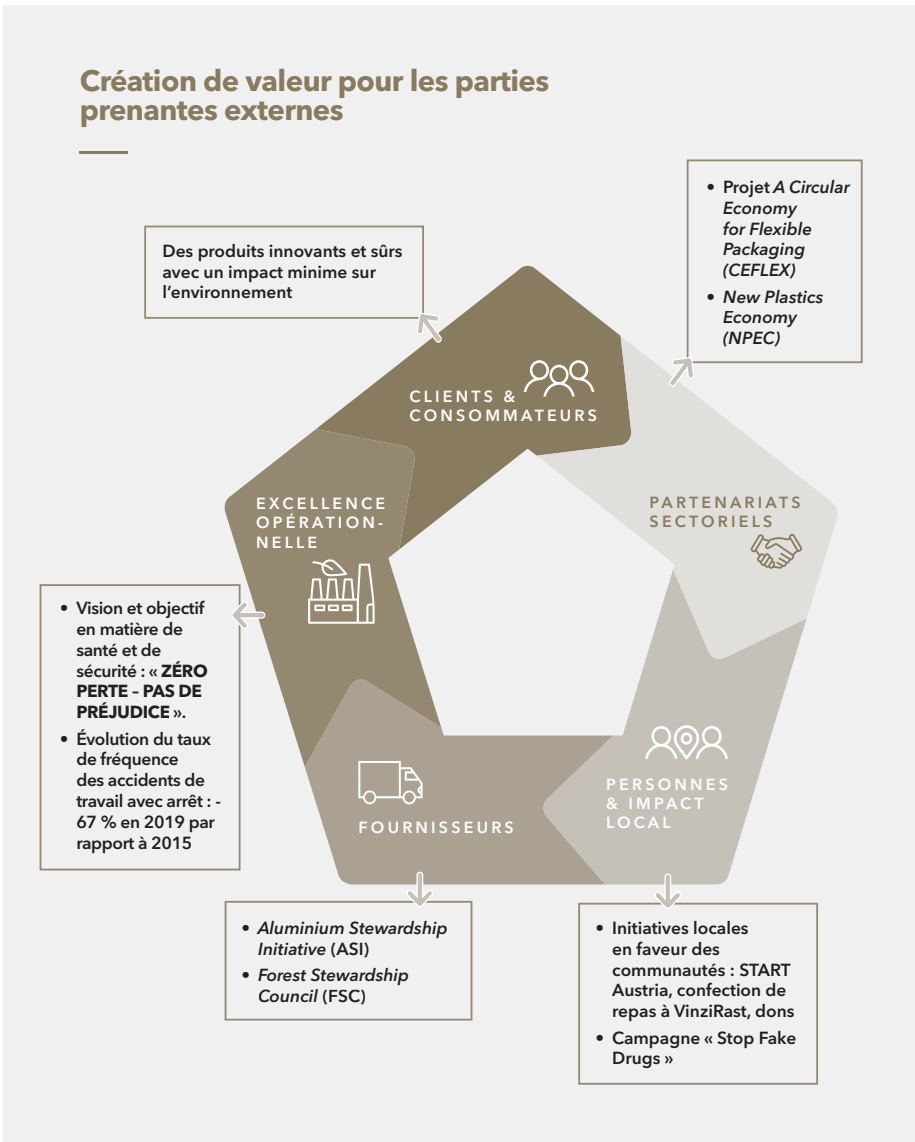 Création de valeur pour les parties
prenantes externes
Des produits innovants et sûrs
avec un impact minime sur
l’environnement
• Projet A Circular
Economy
for Flexible
Packaging
(CEFLEX)
• New Plastics
Economy
(NPEC)
CLIENTS &
CONSOMMATEURS
EXCELLENCE
OPÉRATION-
NELLE
PARTENARIATS
SECTORIELS
• Vision et objectif
en matière de
santé et de
sécurité : « ZÉRO
PERTE – PAS DE
PRÉJUDICE ».
• Évolution du taux
de fréquence
des accidents de
travail avec arrêt : -
67 % en 2019 par
rapport à 2015
FOURNISSEURS
PERSONNES
& IMPACT
LOCAL
• Aluminium Stewardship
Initiative (ASI)
• Forest Stewardship
Council (FSC)
• Initiatives locales
en faveur des
communautés : START
Austria, confection de
repas à VinziRast, dons
• Campagne « Stop Fake
Drugs »